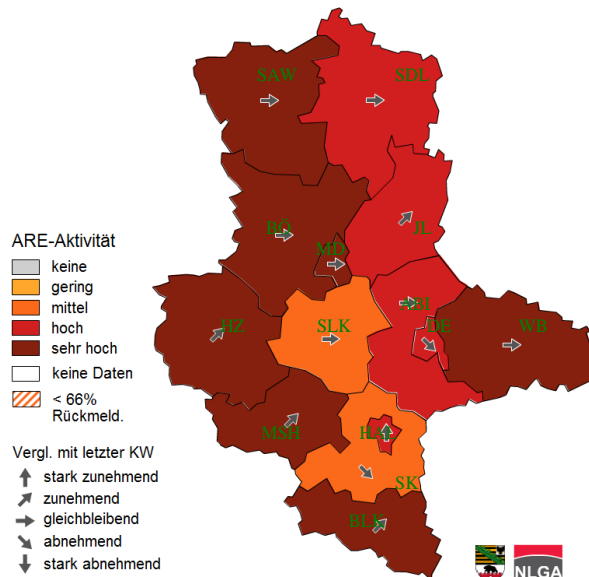 SAW
SDL
BÖ
JL
MD
ABI
HZ
SLK
DE
WB
MSH
HAL
SK
BLK
ARE-Aktivität
keine
gering
mittel
hoch
sehr hoch
keine Daten
< 66%
Rückmeld.
Vergl. mit letzter KW
stark zunehmend
zunehmend
gleichbleibend
abnehmend
stark abnehmend
NLGA